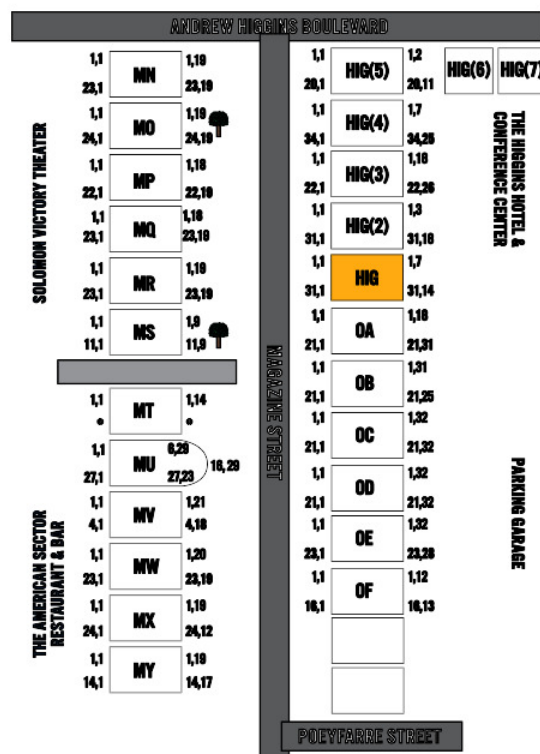 ANDREW HIGGINS BOULEVARD
1,1 MN 1,19
23,1 23,19
1,1 MO 1,19
24,1 24,19
1,1 MP 1,18
22,1 22,19
1,1 MQ 1,18
23,1 23,19
1,1 MR 1,19
23,1 23,19
1,1 MS 1,9
11,1 11,9
1,1 MT 1,14
1,1 MU 6,29
27,1 27,23 16,29
1,1 MV 1,21
4,1 4,18
1,1 MW 1,20
23,1 23,19
1,1 MX 1,19
24,1 24,12
1,1 MY 1,19
14,1 14,17
SOLOMON VICTORY THEATER
THE AMERICAN SECTOR
RESTAURANT & BAR
MAGAZINE STREET
1,1 HIG(5) 1,2
20,1 20,11
HIG(6) HIG(7)
1,1 HIG(4) 1,7
34,1 34,25
1,1 HIG(3) 1,16
22,1 22,26
1,1 HIG(2) 1,3
31,1 31,16
1,1 HIG 1,7
31,1 31,14
1,1 OA 1,16
21,1 21,31
1,1 OB 1,31
21,1 21,25
1,1 OC 1,32
21,1 21,32
1,1 OD 1,32
21,1 21,32
1,1 OE 1,32
23,1 23,28
1,1 OF 1,12
16,1 16,13
THE HIGGINS HOTEL &
CONFERENCE CENTER
PARKING GARAGE
POEYFARRE STREET